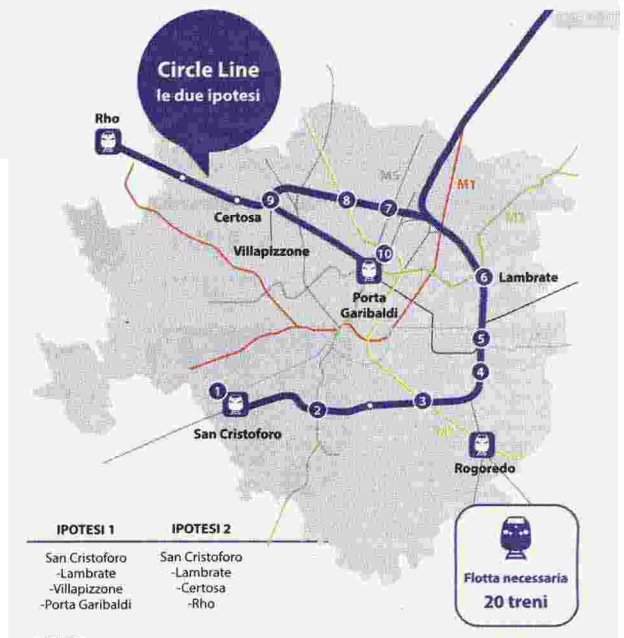 Circle Line
le due ipotesi
Rho
M5
M1
9
8
7
Certosa
Villapizzone
10
6
Lambrate
Porta
Garibaldi
5
4
1
2
3
San Cristoforo
Rogoredo
IPOTESI 1
San Cristoforo
-Lambrate
-Villapizzone
-Porta Garibaldi
IPOTESI 2
San Cristoforo
-Lambrate
-Certosa
-Rho
Flotta necessaria
20 treni